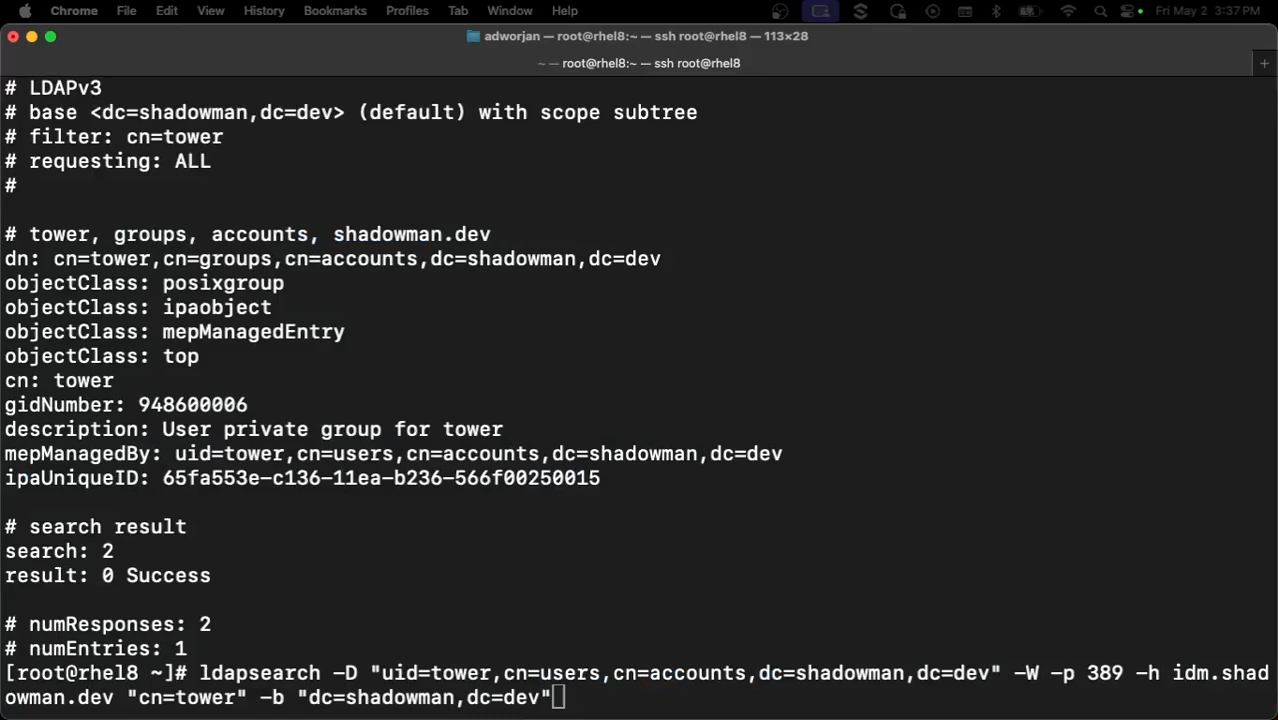 Chrome File Edit View History Bookmarks Profiles Tab Window Help Fri May 2 3:37 PM
adworjan — root@rhel8:~ — ssh root@rhel8 — 113×28
~ — root@rhel8:~ — ssh root@rhel8 +
# LDAPv3
# base <dc=shadowman,dc=dev> (default) with scope subtree
# filter: cn=tower
# requesting: ALL
#
# tower, groups, accounts, shadowman.dev
dn: cn=tower,cn=groups,cn=accounts,dc=shadowman,dc=dev
objectClass: posixgroup
objectClass: ipaobject
objectClass: mepManagedEntry
objectClass: top
cn: tower
gidNumber: 948600006
description: User private group for tower
mepManagedBy: uid=tower,cn=users,cn=accounts,dc=shadowman,dc=dev
ipaUniqueID: 65fa553e-c136-11ea-b236-566f00250015
# search result
search: 2
result: 0 Success
# numResponses: 2
# numEntries: 1
[root@rhel8 ~]# ldapsearch -D "uid=tower,cn=users,cn=accounts,dc=shadowman,dc=dev" -W -p 389 -h idm.shad
owman.dev "cn=tower" -b "dc=shadowman,dc=dev"